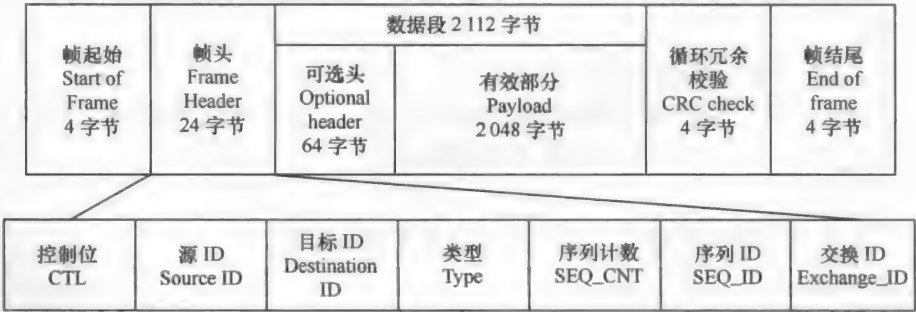 帧起始
Start of
Frame
4 字节
帧头
Frame
Header
24 字节
数据段 2 112 字节
可选头
Optional
header
64 字节
有效部分
Payload
2 048 字节
循环冗余
校验
CRC check
4 字节
帧结尾
End of
frame
4 字节
控制位
CTL
源 ID
Source ID
目标 ID
Destination
ID
类型
Type
序列计数
SEQ_CNT
序列 ID
SEQ_ID
交换 ID
Exchange_ID